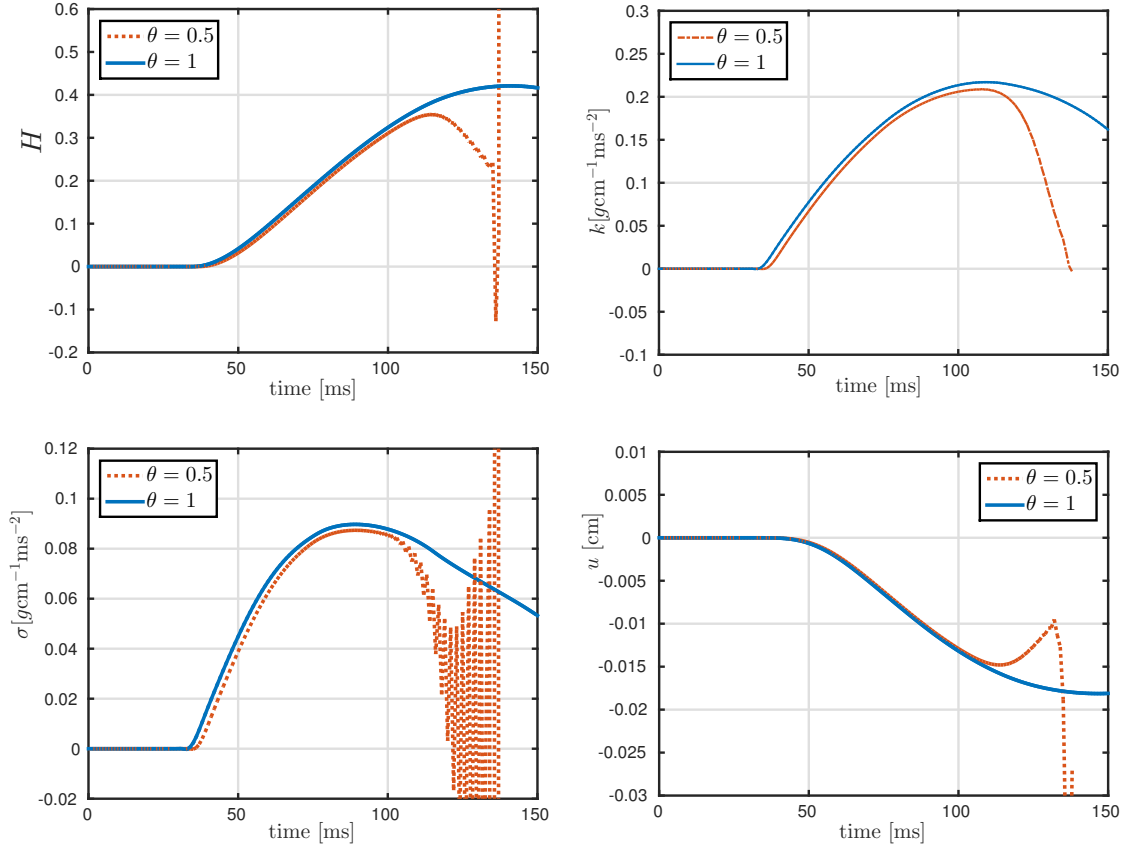 0.6
0.5
0.4
0.3
0.2
0.1
0
-0.1
-0.2
H
θ = 0.5
θ = 1
0 50 100 150
time [ms]
0.3
0.25
0.2
0.15
0.1
0.05
0
-0.05
-0.1
k[gcm⁻¹ms⁻²]
θ = 0.5
θ = 1
0 50 100 150
time [ms]
0.12
0.1
0.08
0.06
0.04
0.02
0
-0.02
σ[gcm⁻¹ms⁻²]
θ = 0.5
θ = 1
0 50 100 150
time [ms]
0.01
0.005
0
-0.005
-0.01
-0.015
-0.02
-0.025
-0.03
u [cm]
θ = 0.5
θ = 1
0 50 100 150
time [ms]